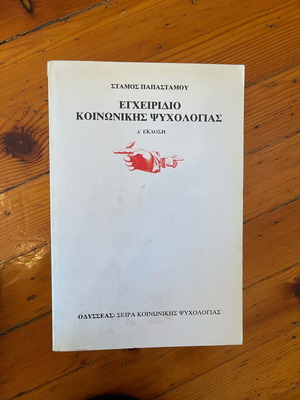 ΣΤΑΜΟΣ ΠΑΠΑΣΤΑΜΟΥ
ΕΓΧΕΙΡΙΔΙΟ
ΚΟΙΝΩΝΙΚΗΣ ΨΥΧΟΛΟΓΙΑΣ
Δ' ΕΚΔΟΣΗ
ΟΔΥΣΣΕΑΣ: ΣΕΙΡΑ ΚΟΙΝΩΝΙΚΗΣ ΨΥΧΟΛΟΓΙΑΣ